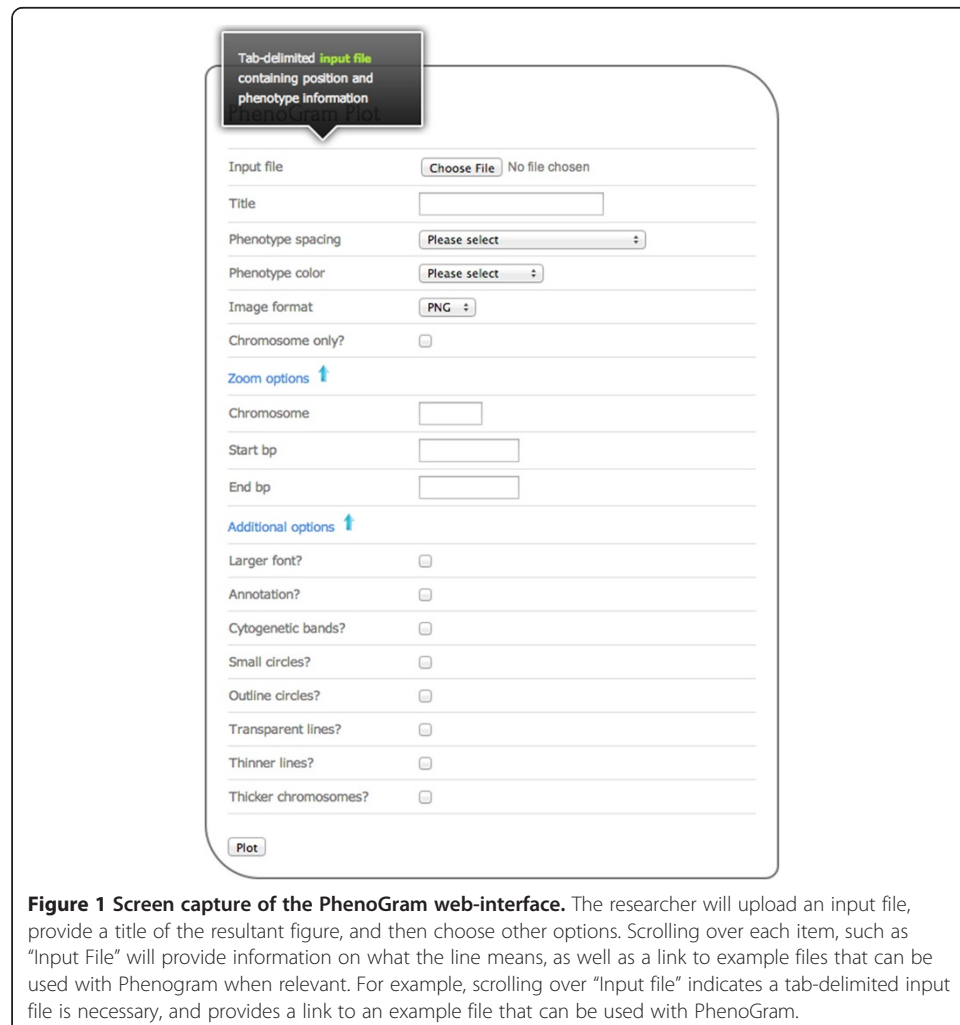 Tab-delimited input file
containing position and
phenotype information
PhenoGram Plot
Input file Choose File No file chosen
Title
Phenotype spacing Please select
Phenotype color Please select
Image format PNG
Chromosome only?
Zoom options
Chromosome
Start bp
End bp
Additional options
Larger font?
Annotation?
Cytogenetic bands?
Small circles?
Outline circles?
Transparent lines?
Thinner lines?
Thicker chromosomes?
Plot
Figure 1 Screen capture of the PhenoGram web-interface. The researcher will upload an input file,
provide a title of the resultant figure, and then choose other options. Scrolling over each item, such as
“Input File” will provide information on what the line means, as well as a link to example files that can be
used with Phenogram when relevant. For example, scrolling over “Input file” indicates a tab-delimited input
file is necessary, and provides a link to an example file that can be used with PhenoGram.